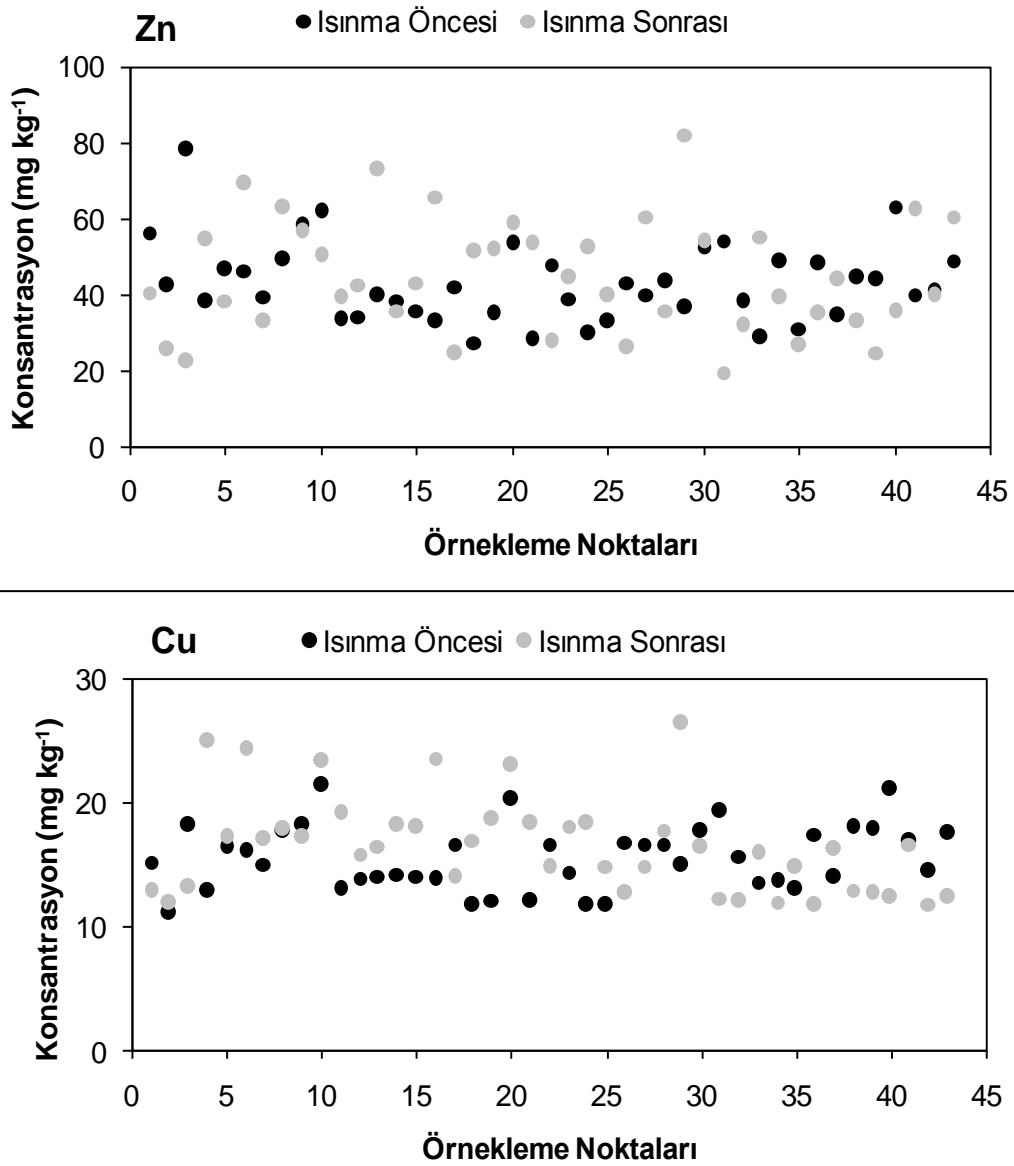 Zn
Isınma Öncesi Isınma Sonrası
100
80
60
40
20
0
Konsantrasyon (mg kg-1)
0 5 10 15 20 25 30 35 40 45
Örnekleme Noktaları
Cu
Isınma Öncesi Isınma Sonrası
30
20
10
0
Konsantrasyon (mg kg-1)
0 5 10 15 20 25 30 35 40 45
Örnekleme Noktaları